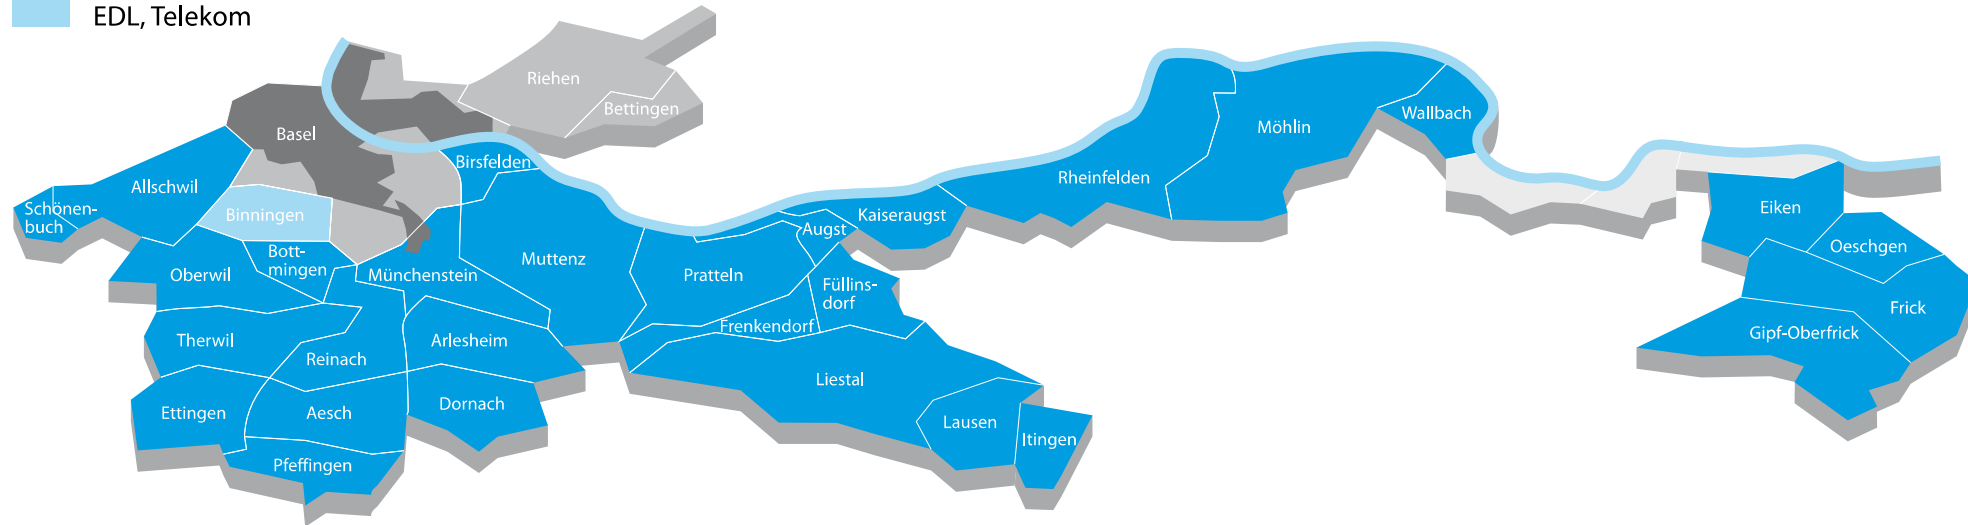 EDL, Telekom
Riehen
Bettingen
Basel
Wallbach
Möhlin
Birsfelden
Allschwil
Rheinfelden
Schönen-
buch
Binningen
Kaiseraugst
Augst
Eiken
Oeschgen
Bott-
mingen
Oberwil
Münchenstein
Muttenz
Pratteln
Füllins-
dorf
Frick
Frenkendorf
Gipf-Oberfrick
Therwil
Reinach
Arlesheim
Liestal
Ettingen
Aesch
Dornach
Lausen
Itingen
Pfeffingen